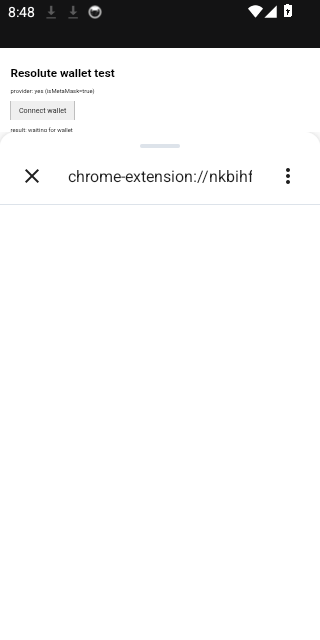 8:48
Resolute wallet test
provider: yes (isMetaMask=true)
Connect wallet
result: waiting for wallet
chrome-extension://nkbihf